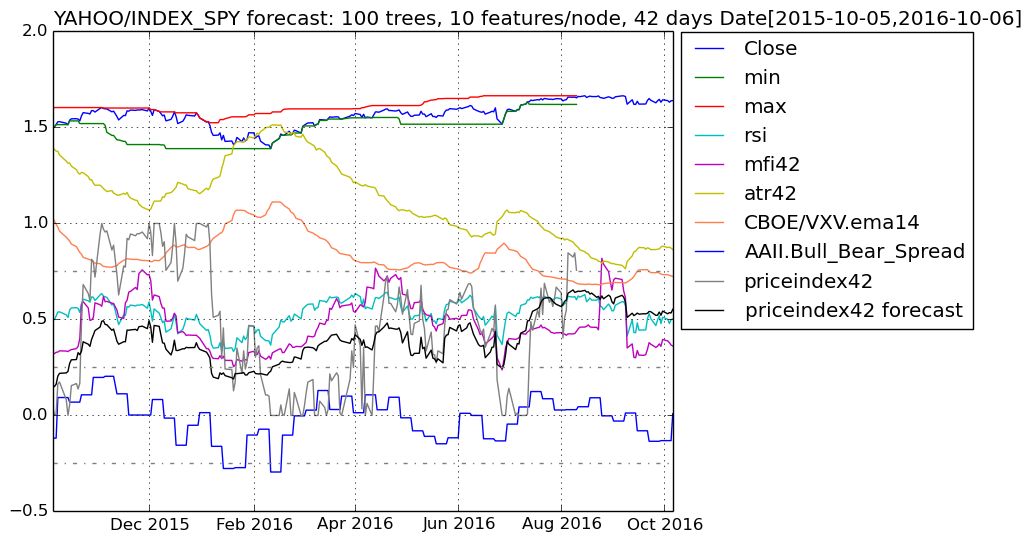 YAHOO/INDEX_SPY forecast: 100 trees, 10 features/node, 42 days Date[2015-10-05,2016-10-06]
2.0
1.5
1.0
0.5
0.0
−0.5
Dec 2015
Feb 2016
Apr 2016
Jun 2016
Aug 2016
Oct 2016
Close
min
max
rsi
mfi42
atr42
CBOE/VXV.ema14
AAII.Bull_Bear_Spread
priceindex42
priceindex42 forecast